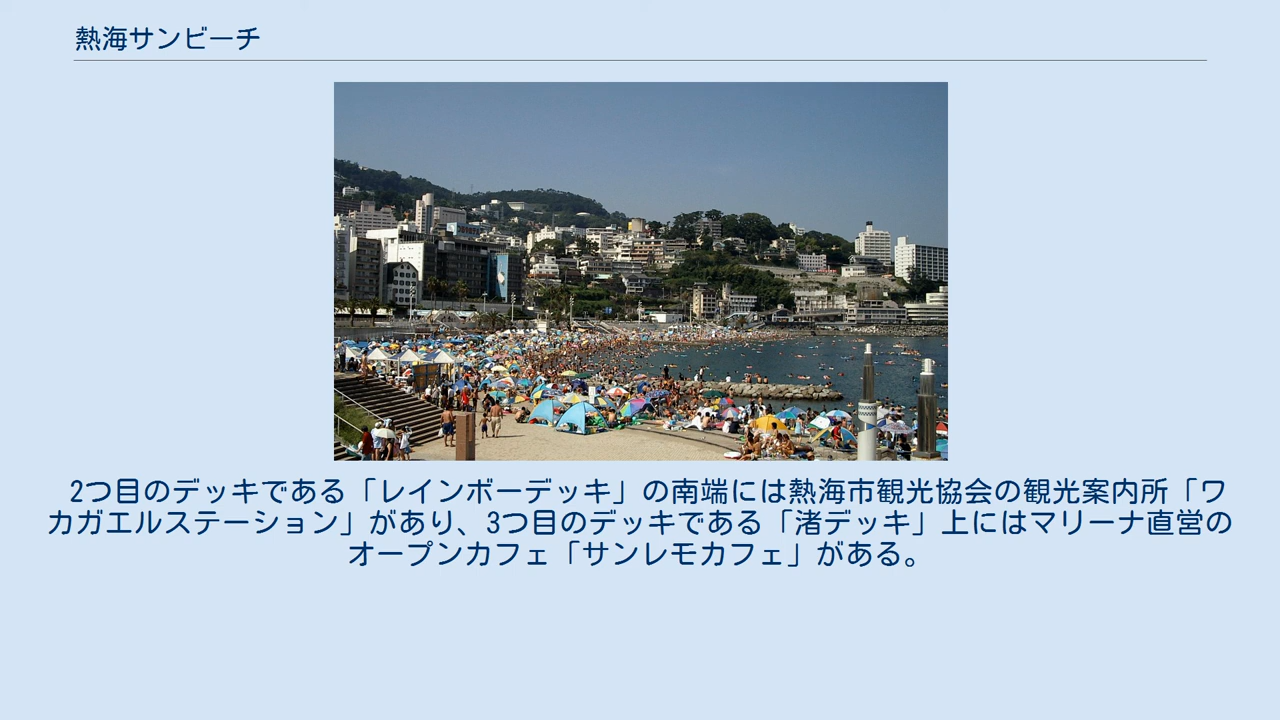 熱海サンビーチ
2つ目のデッキである「レインボーデッキ」の南端には熱海市観光協会の観光案内所「ワ
カガエルステーション」があり、3つ目のデッキである「渚デッキ」上にはマリーナ直営の
オープンカフェ「サンレモカフェ」がある。